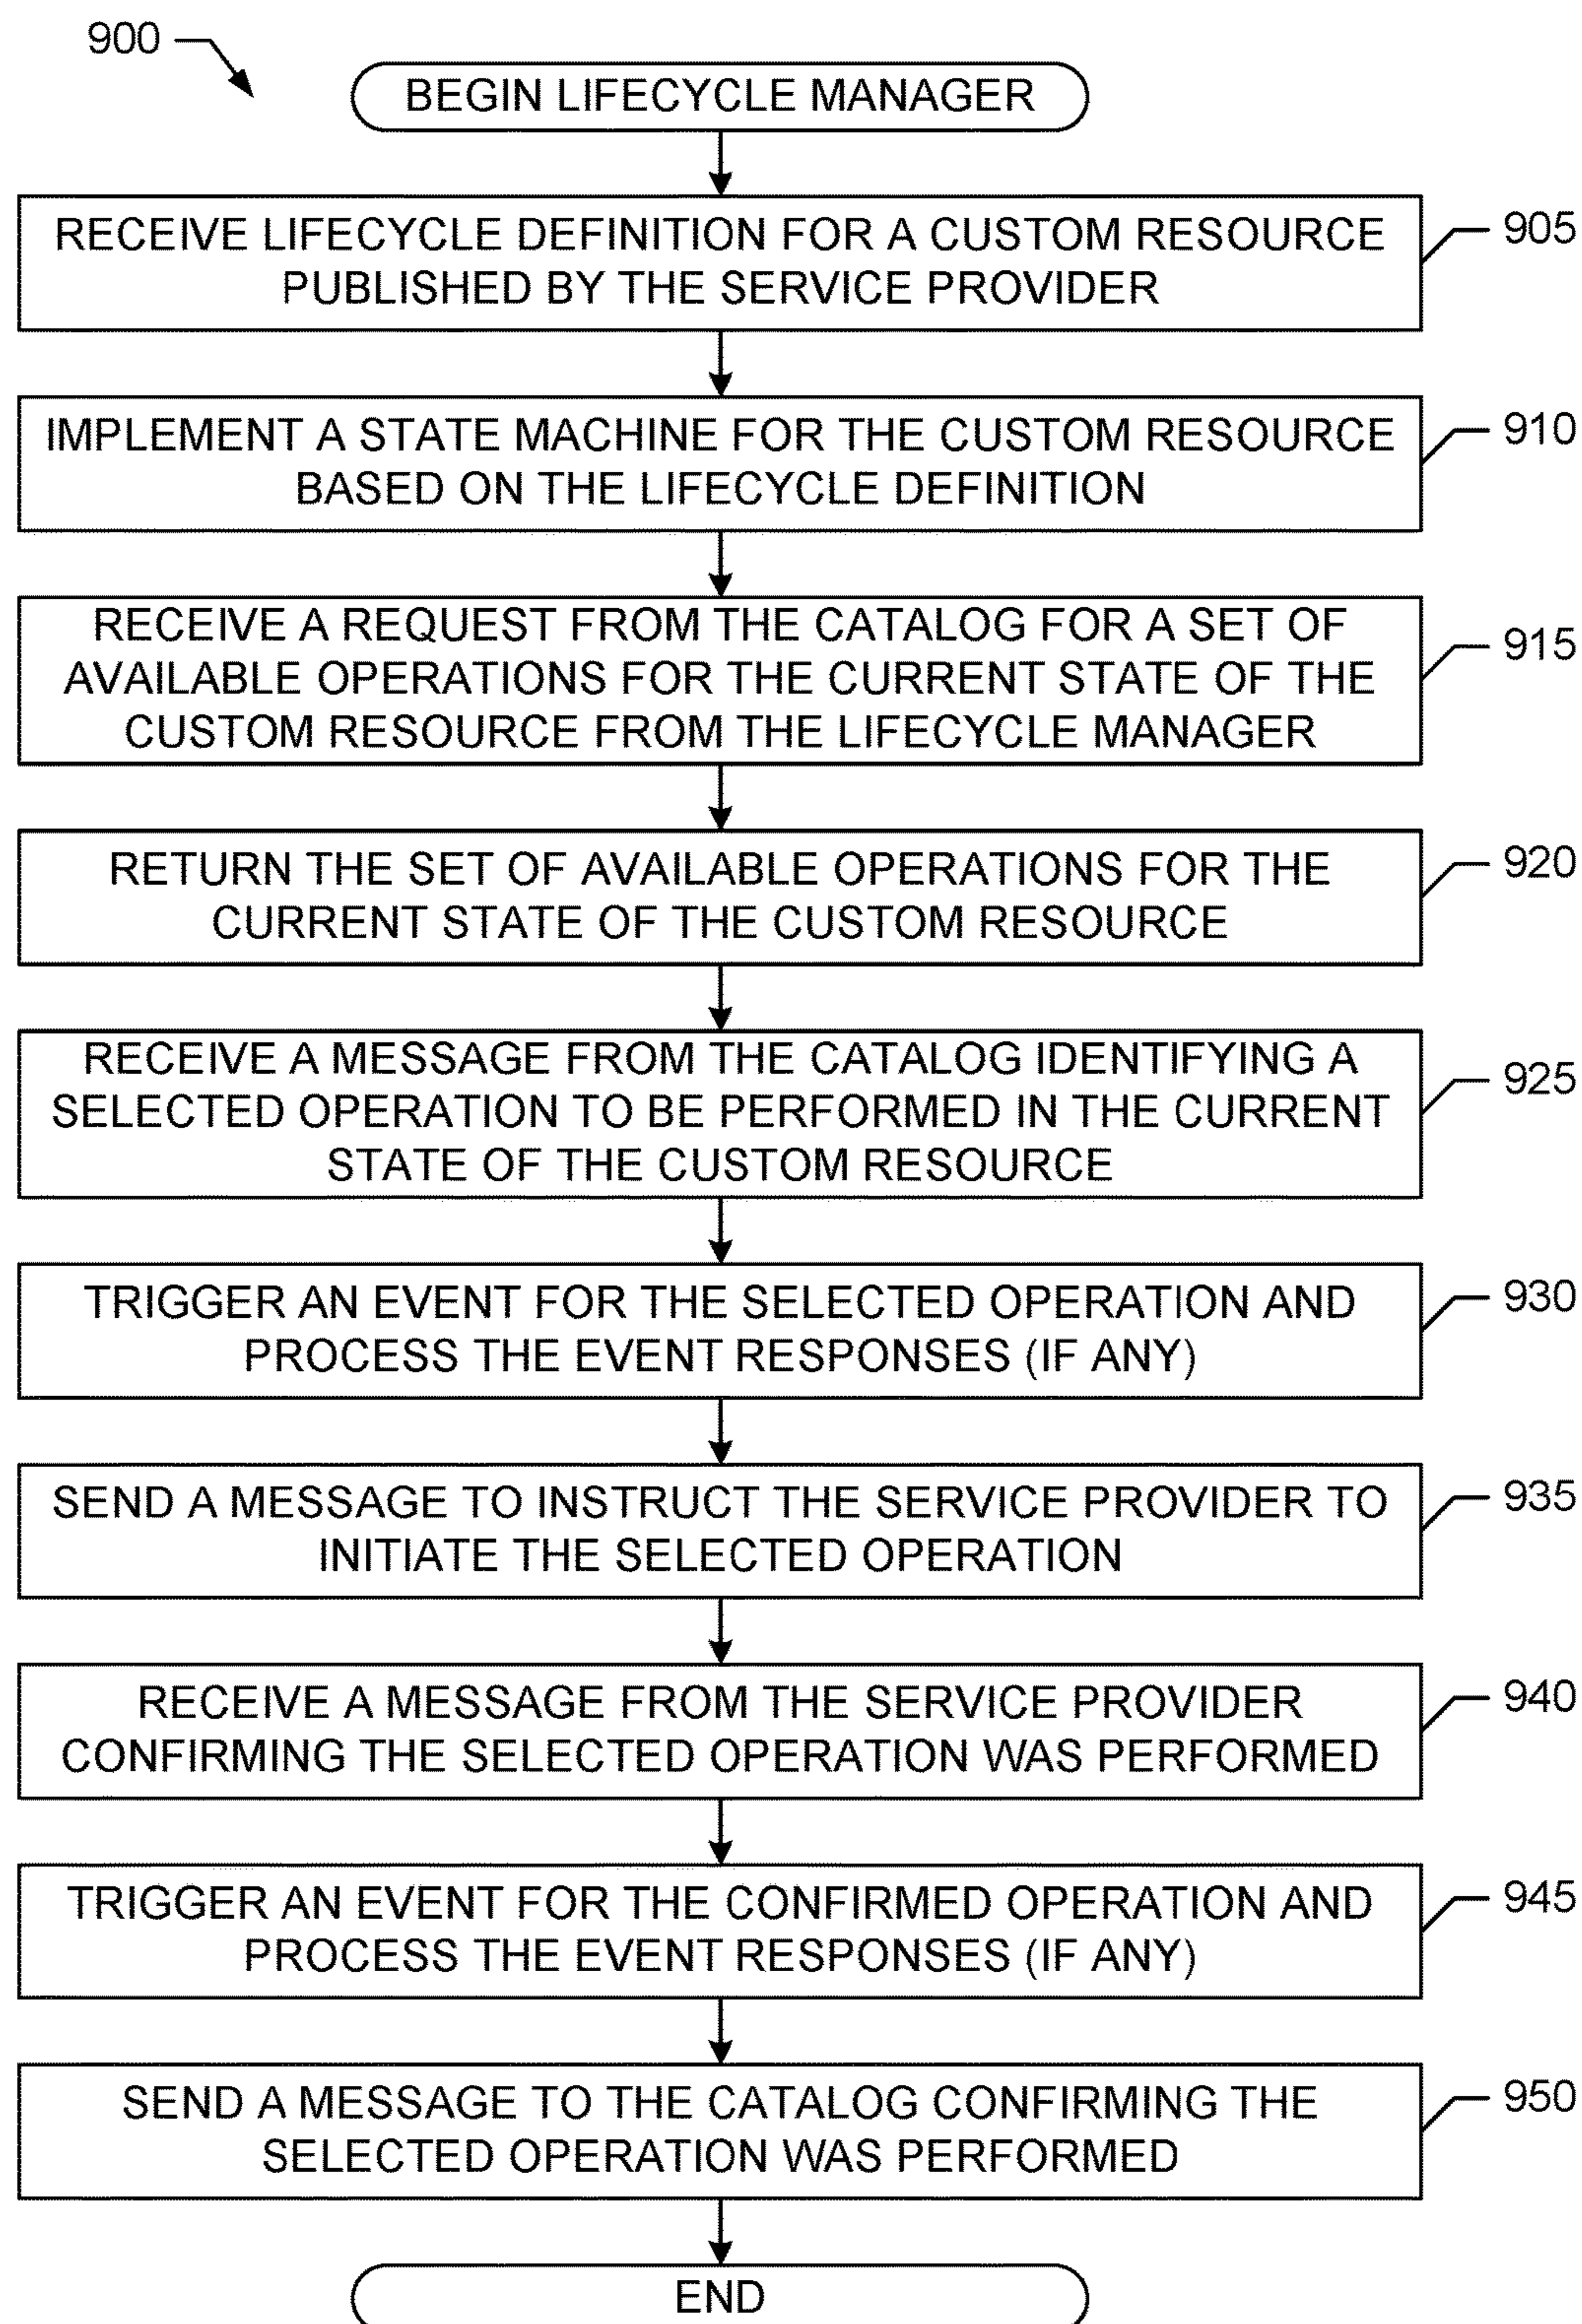 900
BEGIN LIFECYCLE MANAGER
RECEIVE LIFECYCLE DEFINITION FOR A CUSTOM RESOURCE
PUBLISHED BY THE SERVICE PROVIDER
905
IMPLEMENT A STATE MACHINE FOR THE CUSTOM RESOURCE
BASED ON THE LIFECYCLE DEFINITION
910
RECEIVE A REQUEST FROM THE CATALOG FOR A SET OF
AVAILABLE OPERATIONS FOR THE CURRENT STATE OF THE
CUSTOM RESOURCE FROM THE LIFECYCLE MANAGER
915
RETURN THE SET OF AVAILABLE OPERATIONS FOR THE
CURRENT STATE OF THE CUSTOM RESOURCE
920
RECEIVE A MESSAGE FROM THE CATALOG IDENTIFYING A
SELECTED OPERATION TO BE PERFORMED IN THE CURRENT
STATE OF THE CUSTOM RESOURCE
925
TRIGGER AN EVENT FOR THE SELECTED OPERATION AND
PROCESS THE EVENT RESPONSES (IF ANY)
930
SEND A MESSAGE TO INSTRUCT THE SERVICE PROVIDER TO
INITIATE THE SELECTED OPERATION
935
RECEIVE A MESSAGE FROM THE SERVICE PROVIDER
CONFIRMING THE SELECTED OPERATION WAS PERFORMED
940
TRIGGER AN EVENT FOR THE CONFIRMED OPERATION AND
PROCESS THE EVENT RESPONSES (IF ANY)
945
SEND A MESSAGE TO THE CATALOG CONFIRMING THE
SELECTED OPERATION WAS PERFORMED
950
END